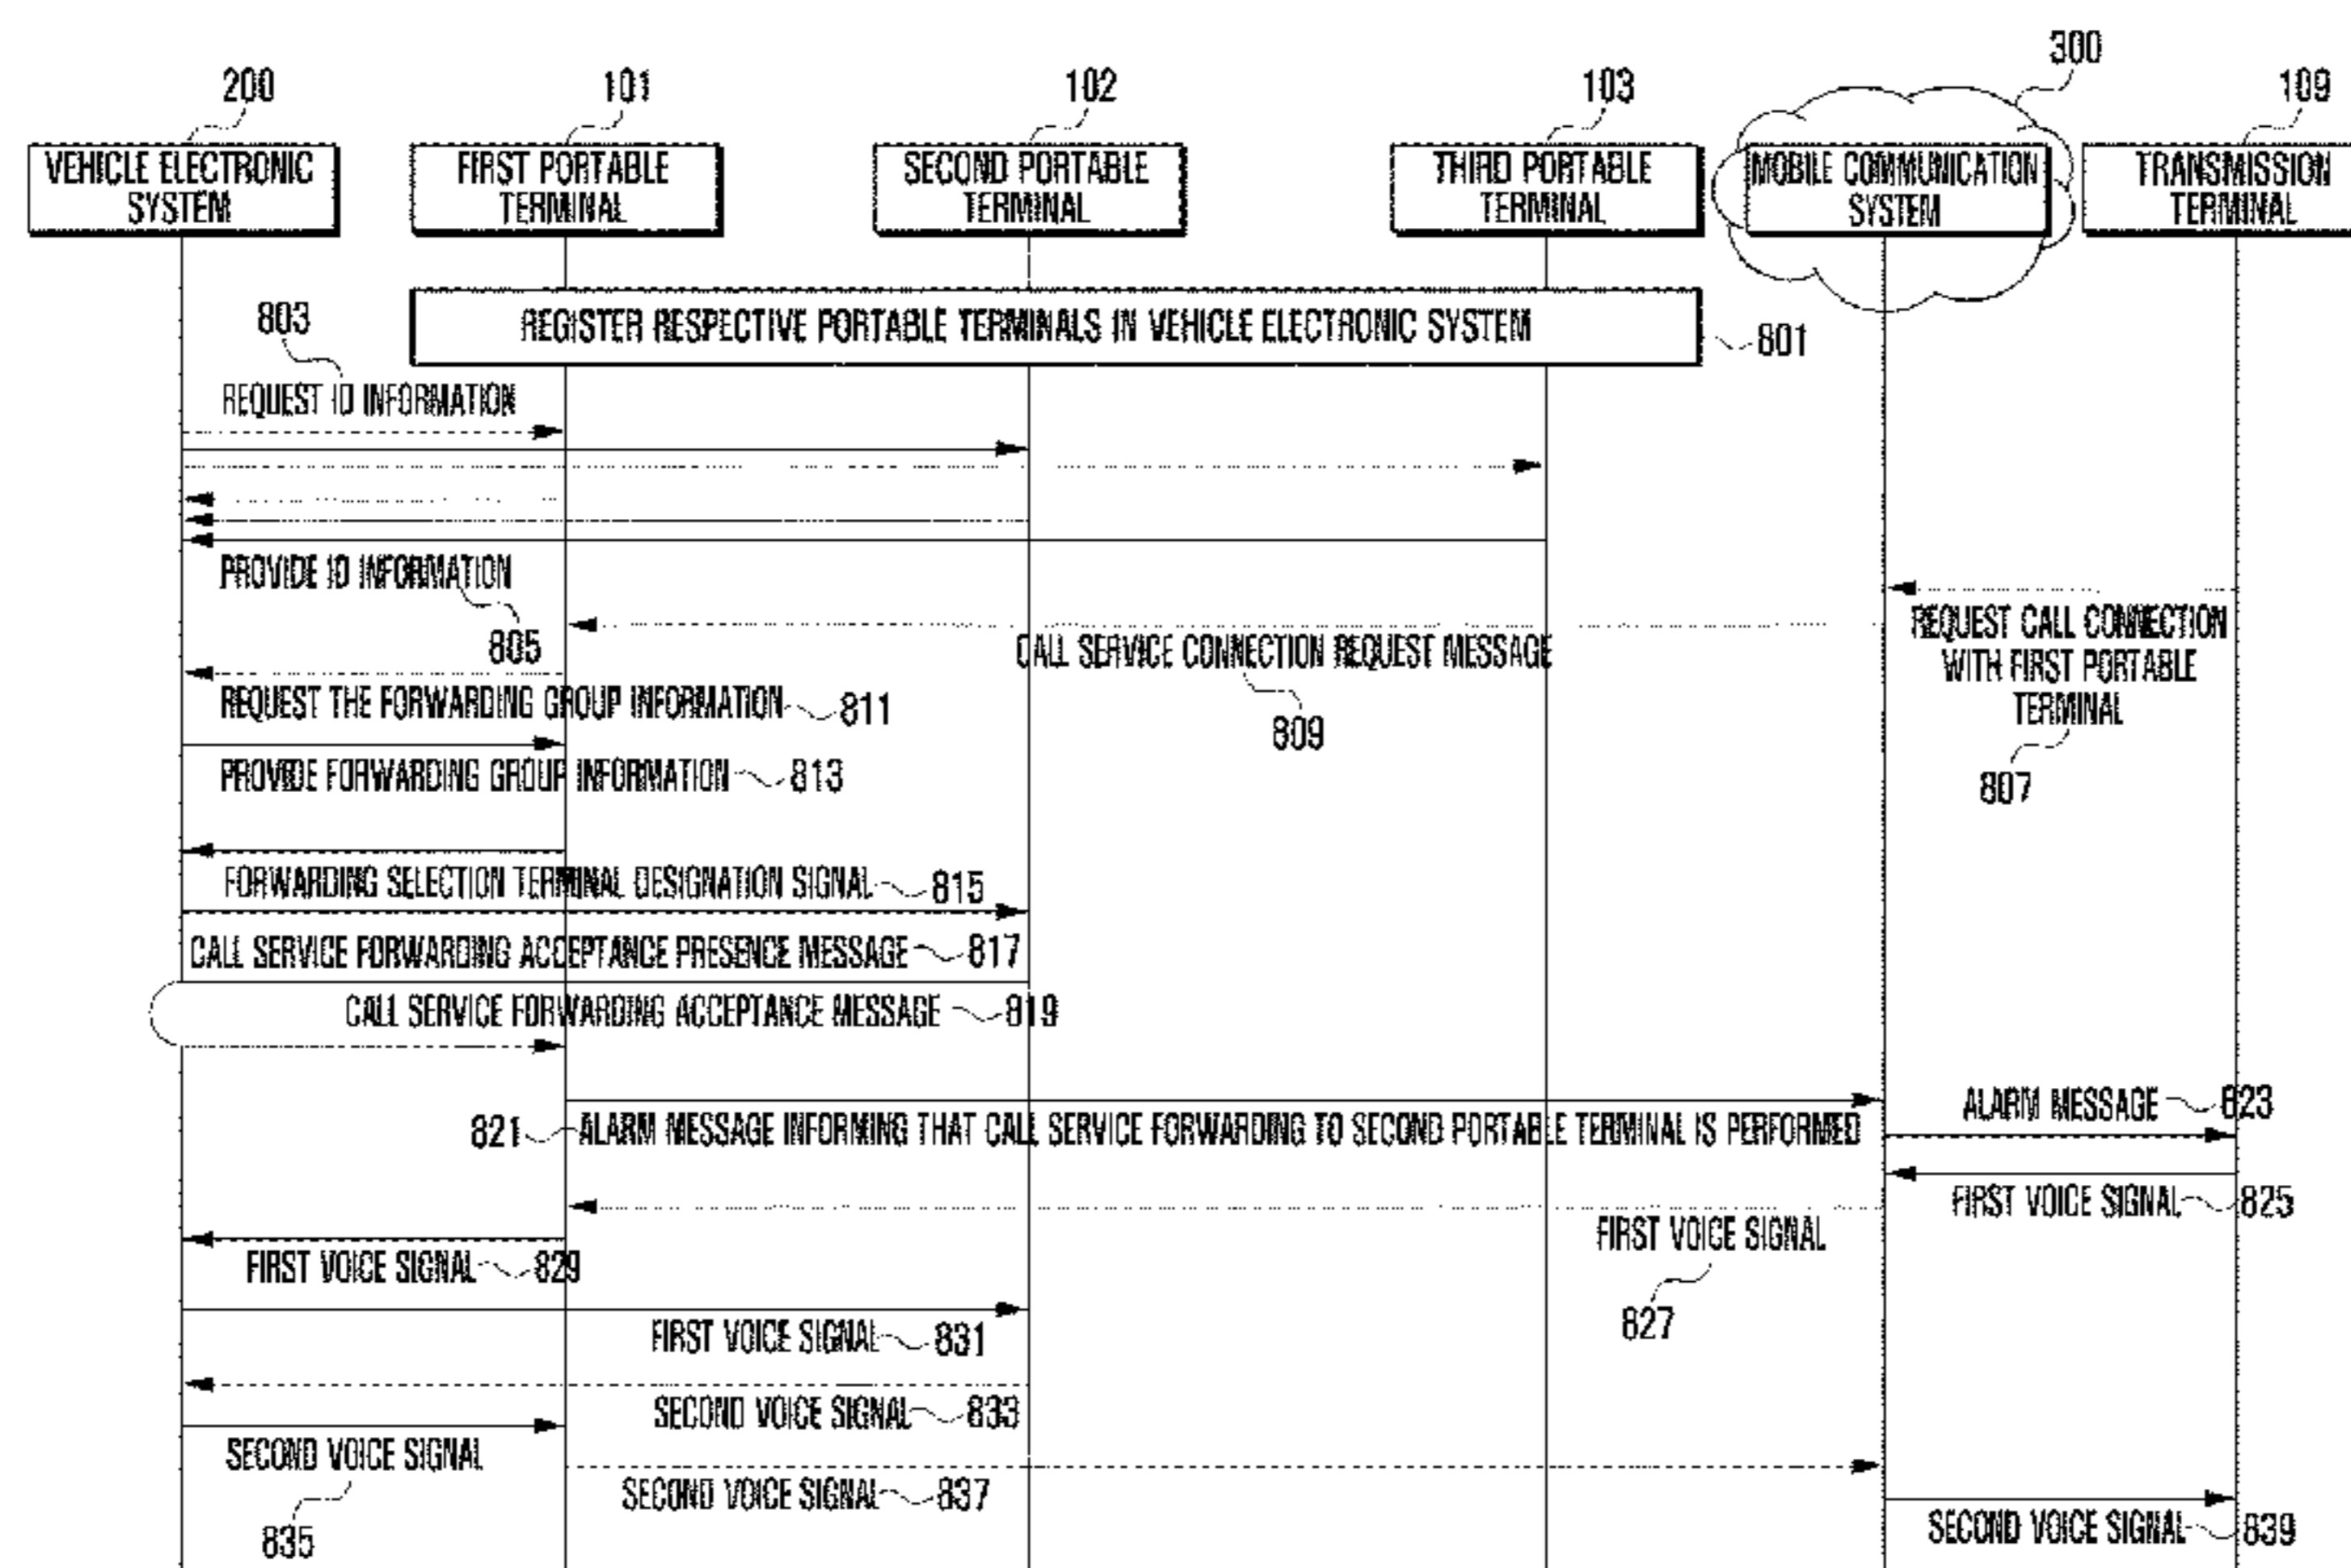 200
101
102
103
300
109
VEHICLE ELECTRONIC
SYSTEM
FIRST PORTABLE
TERMINAL
SECOND PORTABLE
TERMINAL
THIRD PORTABLE
TERMINAL
MOBILE COMMUNICATION
SYSTEM
TRANSMISSION
TERMINAL
REGISTER RESPECTIVE PORTABLE TERMINALS IN VEHICLE ELECTRONIC SYSTEM
801
803
REQUEST ID INFORMATION
PROVIDE ID INFORMATION
805
REQUEST CALL CONNECTION
WITH FIRST PORTABLE
TERMINAL
807
CALL SERVICE CONNECTION REQUEST MESSAGE
809
REQUEST THE FORWARDING GROUP INFORMATION 811
PROVIDE FORWARDING GROUP INFORMATION 813
FORWARDING SELECTION TERMINAL DESIGNATION SIGNAL 815
CALL SERVICE FORWARDING ACCEPTANCE PRESENCE MESSAGE 817
CALL SERVICE FORWARDING ACCEPTANCE MESSAGE 819
821 ALARM MESSAGE INFORMING THAT CALL SERVICE FORWARDING TO SECOND PORTABLE TERMINAL IS PERFORMED
ALARM MESSAGE 823
FIRST VOICE SIGNAL 825
FIRST VOICE SIGNAL
827
FIRST VOICE SIGNAL 829
FIRST VOICE SIGNAL 831
SECOND VOICE SIGNAL 833
SECOND VOICE SIGNAL
835
SECOND VOICE SIGNAL 837
SECOND VOICE SIGNAL 839